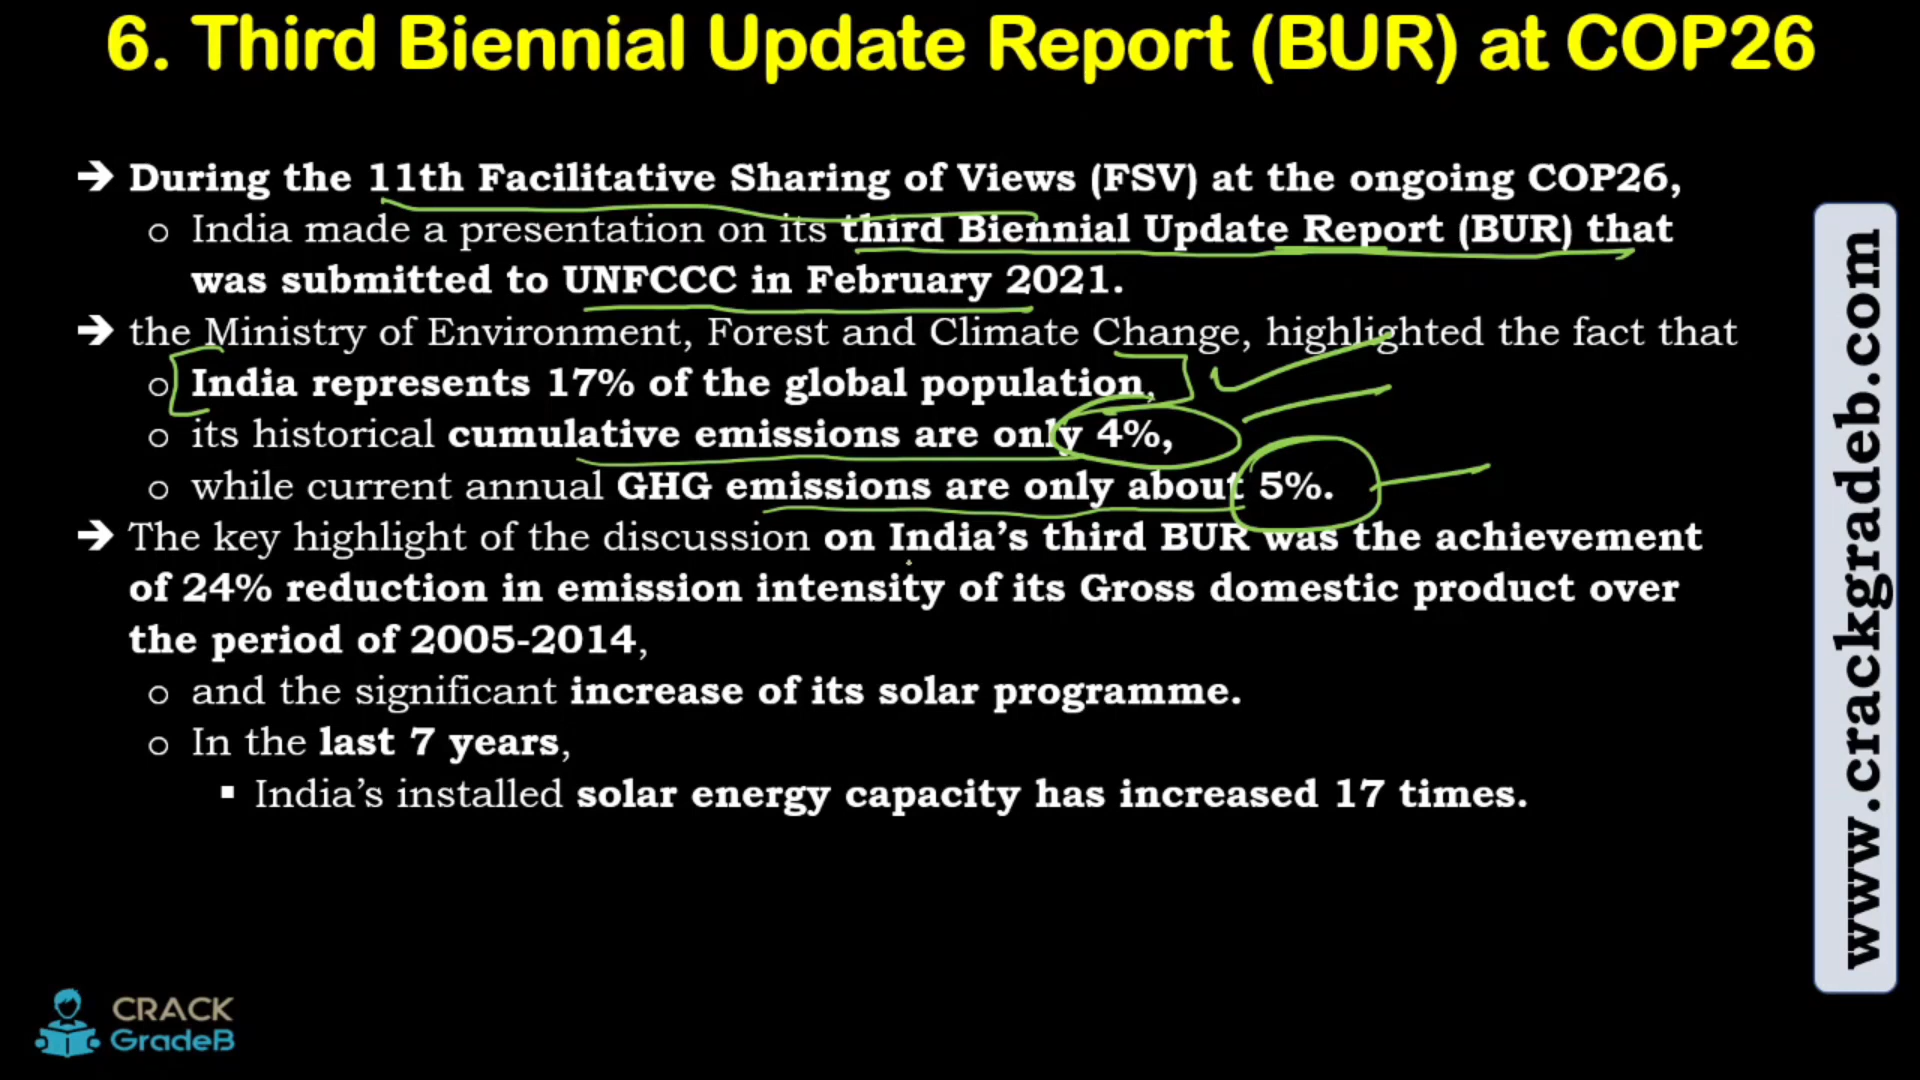 6. Third Biennial Update Report (BUR) at COP26
➔ During the 11th Facilitative Sharing of Views (FSV) at the ongoing COP26,
o India made a presentation on its third Biennial Update Report (BUR) that
was submitted to UNFCCC in February 2021.
➔ the Ministry of Environment, Forest and Climate Change, highlighted the fact that
o India represents 17% of the global population,
o its historical cumulative emissions are only 4%,
o while current annual GHG emissions are only about 5%.
➔ The key highlight of the discussion on India’s third BUR was the achievement
of 24% reduction in emission intensity of its Gross domestic product over
the period of 2005-2014,
o and the significant increase of its solar programme.
o In the last 7 years,
▪ India’s installed solar energy capacity has increased 17 times.
www.crackgradeb.com
CRACK
GradeB